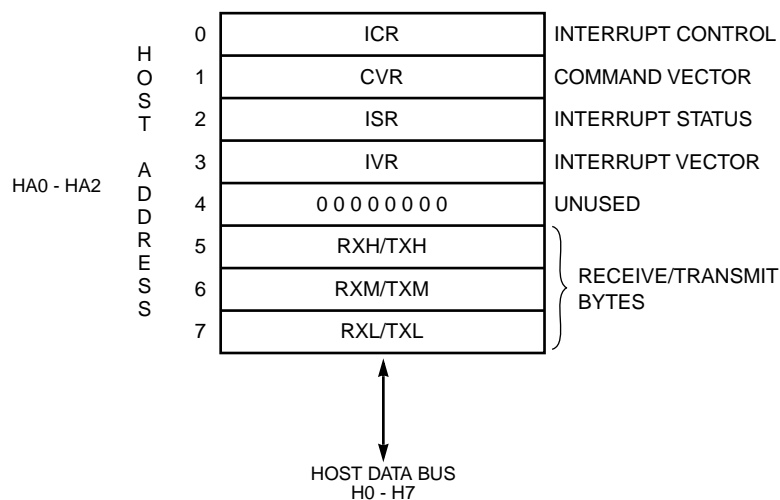 0 ICR INTERRUPT CONTROL
1 CVR COMMAND VECTOR
2 ISR INTERRUPT STATUS
3 IVR INTERRUPT VECTOR
4 0 0 0 0 0 0 0 0 UNUSED
5 RXH/TXH
6 RXM/TXM
7 RXL/TXL
RECEIVE/TRANSMIT
BYTES
HOST ADDRESS
HA0 - HA2
HOST DATA BUS
H0 - H7